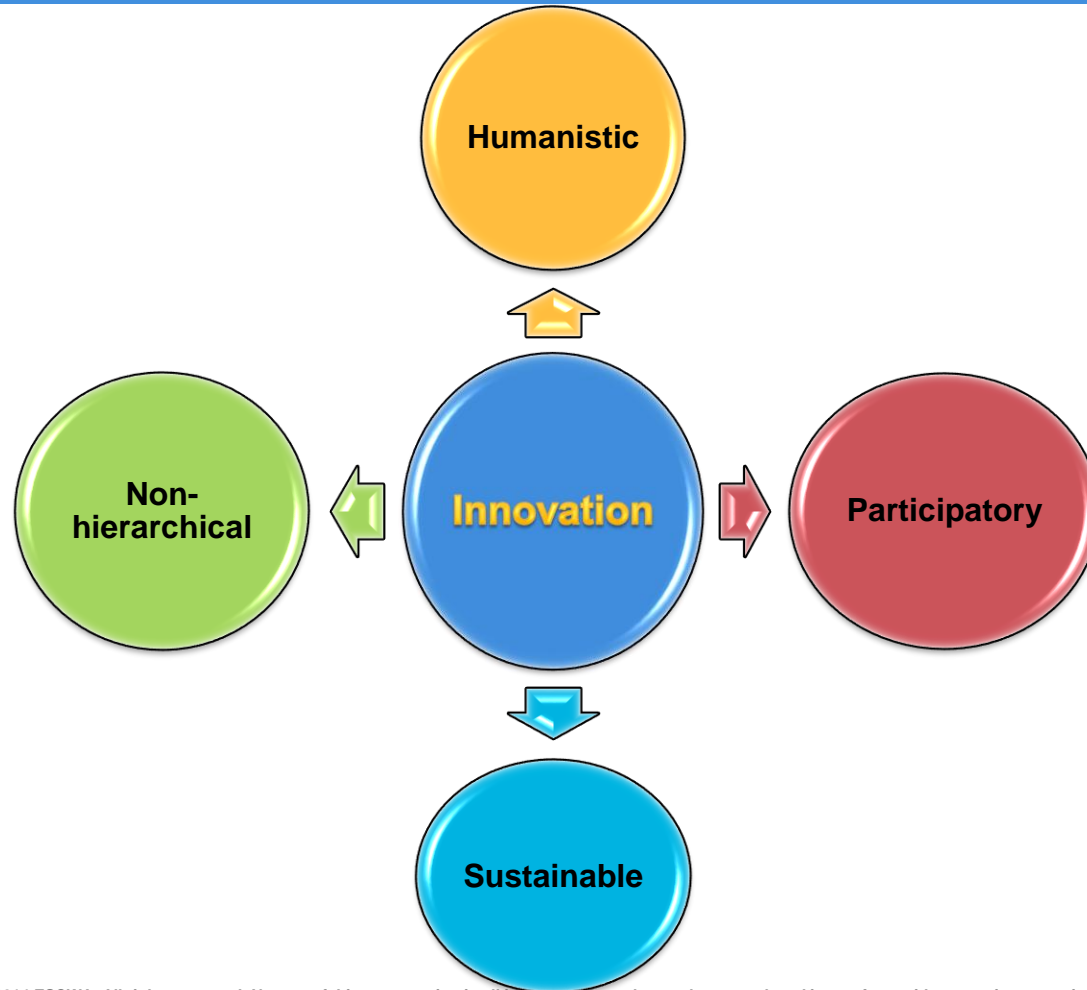 Humanistic
Non-
hierarchical
Innovation
Participatory
Sustainable